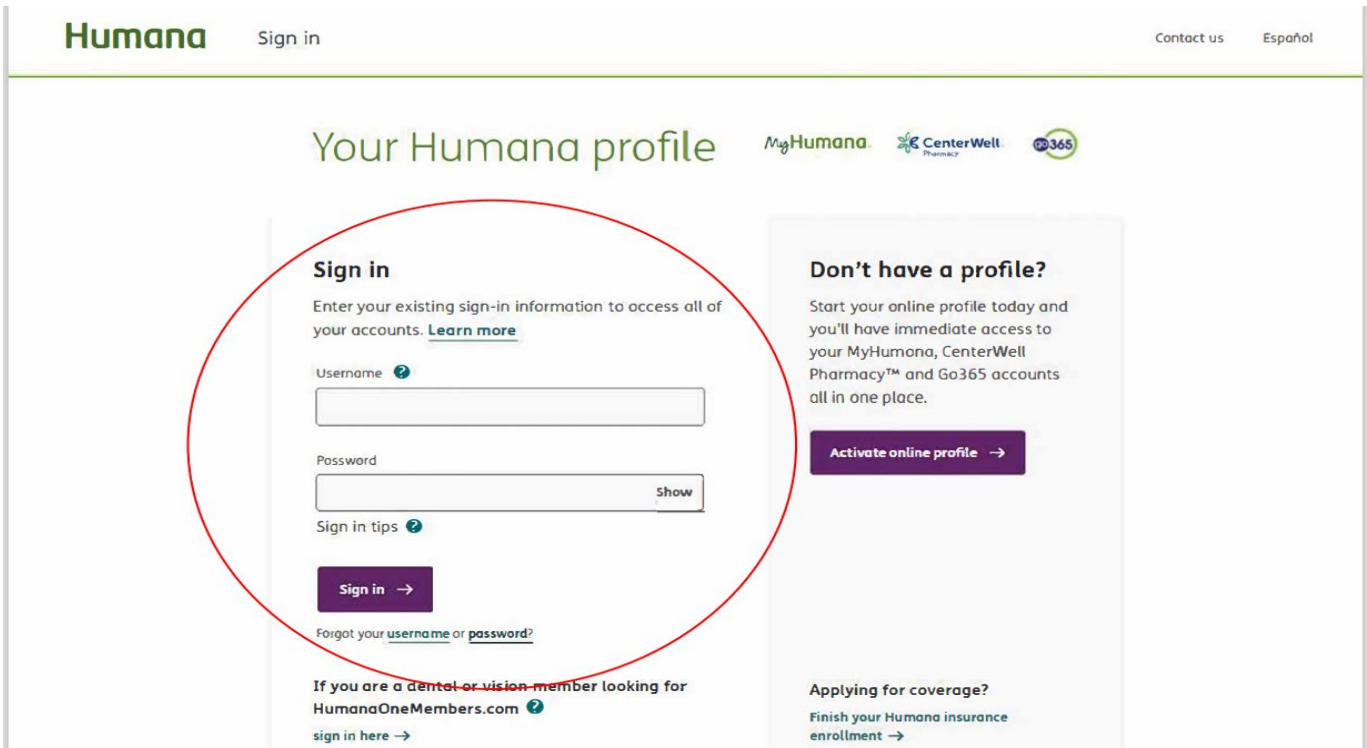 Humana
Sign in
Contact us
Español
Your Humana profile
MyHumana
CenterWell
Pharmacy
go365
Sign in
Enter your existing sign-in information to access all of
your accounts. Learn more
Username ?
Password
Show
Sign in tips ?
Sign in →
Forgot your username or password?
If you are a dental or vision member looking for
HumanaOneMembers.com ?
sign in here →
Don't have a profile?
Start your online profile today and
you'll have immediate access to
your MyHumana, CenterWell
Pharmacy™ and Go365 accounts
all in one place.
Activate online profile →
Applying for coverage?
Finish your Humana insurance
enrollment →